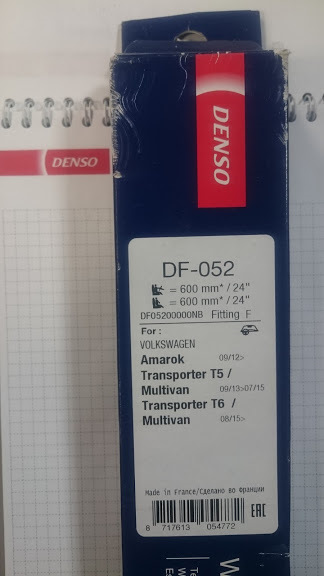 DENSO
DENSO
DF-052
= 600 mm* / 24"
= 600 mm* / 24"
DF05200000NB Fitting F
For :
VOLKSWAGEN
Amarok 09/12>
Transporter T5 /
Multivan 09/13>07/15
Transporter T6 /
Multivan 08/15>
Made in France/Сделано во Франции
8 717613 054772
EAC